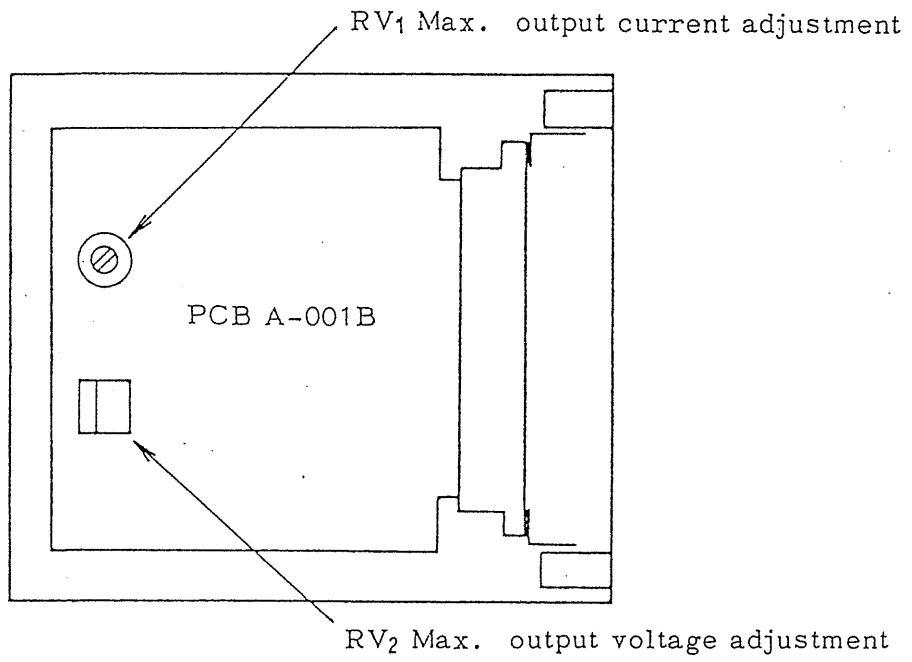 RV₁ Max. output current adjustment
PCB A-001B
RV₂ Max. output voltage adjustment